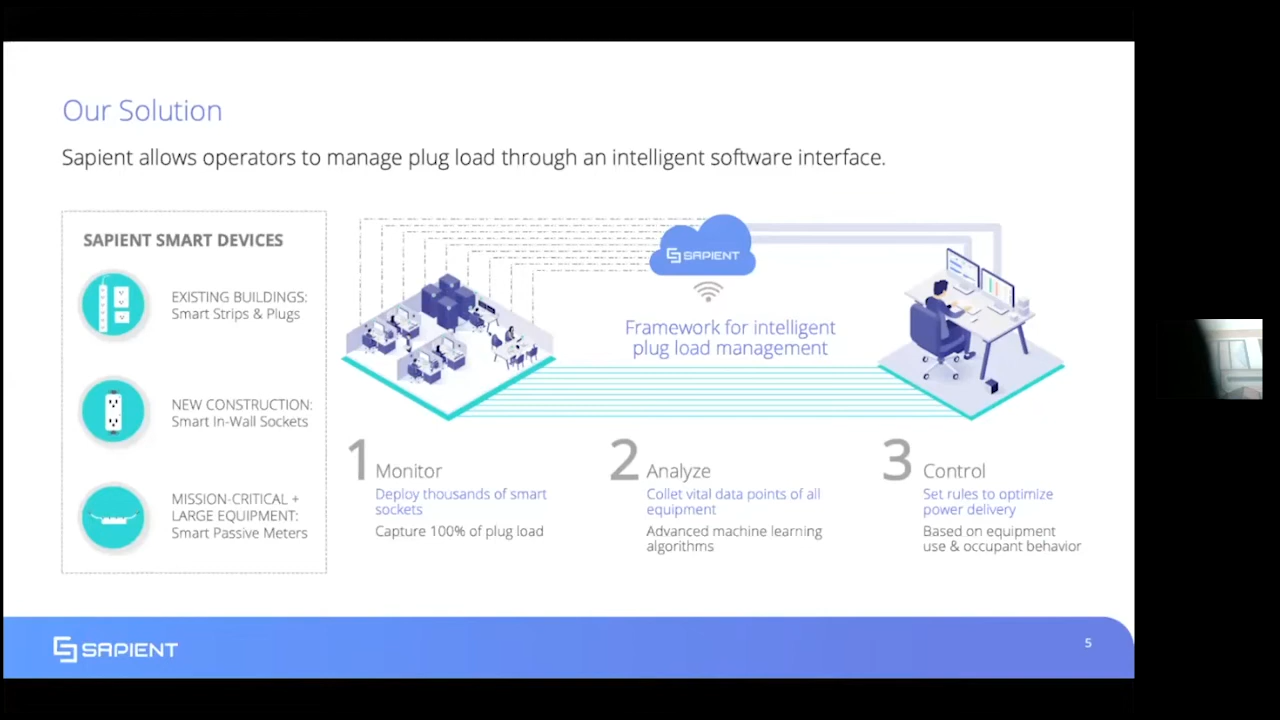 Our Solution
Sapient allows operators to manage plug load through an intelligent software interface.
SAPIENT SMART DEVICES
EXISTING BUILDINGS:
Smart Strips & Plugs
NEW CONSTRUCTION:
Smart In-Wall Sockets
MISSION-CRITICAL +
LARGE EQUIPMENT:
Smart Passive Meters
SAPIENT
Framework for intelligent
plug load management
1 Monitor
Deploy thousands of smart
sockets
Capture 100% of plug load
2 Analyze
Collet vital data points of all
equipment
Advanced machine learning
algorithms
3 Control
Set rules to optimize
power delivery
Based on equipment
use & occupant behavior
SAPIENT
5